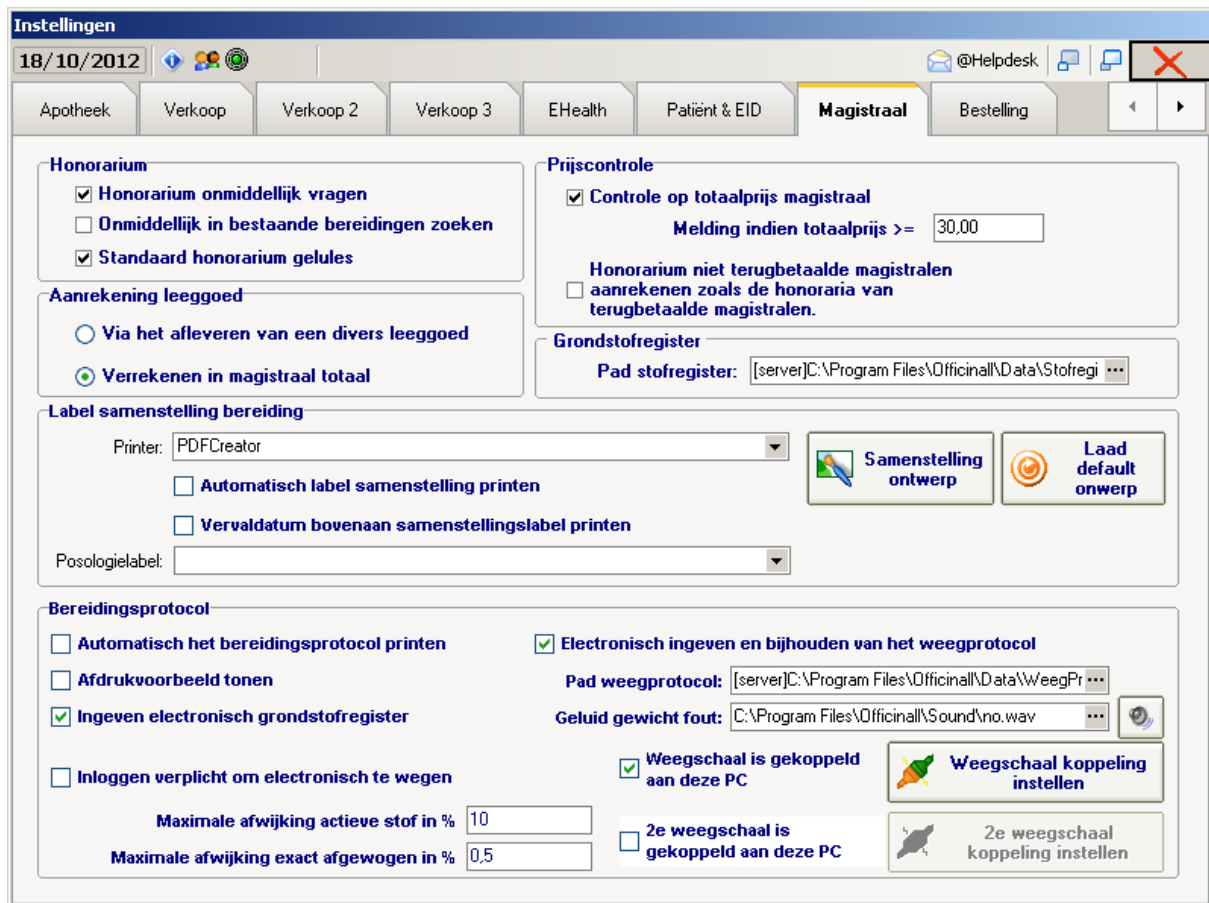 Instellingen
18/10/2012
@Helpdesk
Apotheek
Verkoop
Verkoop 2
Verkoop 3
EHealth
Patiënt & EID
Magistraal
Bestelling
Honorarium
Honorarium onmiddellijk vragen
Onmiddellijk in bestaande bereidingen zoeken
Standaard honorarium gelules
Aanrekening leeggoed
Via het afleveren van een divers leeggoed
Verrekenen in magistraal totaal
Prijscontrole
Controle op totaalprijs magistraal
Melding indien totaalprijs >= 30,00
Honorarium niet terugbetaalde magistralen
aanrekenen zoals de honoraria van
terugbetaalde magistralen.
Grondstofregister
Pad stofregister: [server]C:\Program Files\Officinall\Data\Stofregi ...
Label samenstelling bereiding
Printer: PDFCreator
Automatisch label samenstelling printen
Vervaldatum bovenaan samenstellingslabel printen
Posologielabel:
Samenstelling
ontwerp
Laad
default
onwerp
Bereidingsprotocol
Automatisch het bereidingsprotocol printen
Afdrukvoorbeeld tonen
Ingeven electronisch grondstofregister
Inloggen verplicht om electronisch te wegen
Maximale afwijking actieve stof in % 10
Maximale afwijking exact afgewogen in % 0,5
Electronisch ingeven en bijhouden van het weegprotocol
Pad weegprotocol: [server]C:\Program Files\Officinall\Data\WeegPr ...
Geluid gewicht fout: C:\Program Files\Officinall\Sound\no.wav ...
Weegschaal is gekoppeld
aan deze PC
Weegschaal koppeling
instellen
2e weegschaal is
gekoppeld aan deze PC
2e weegschaal
koppeling instellen